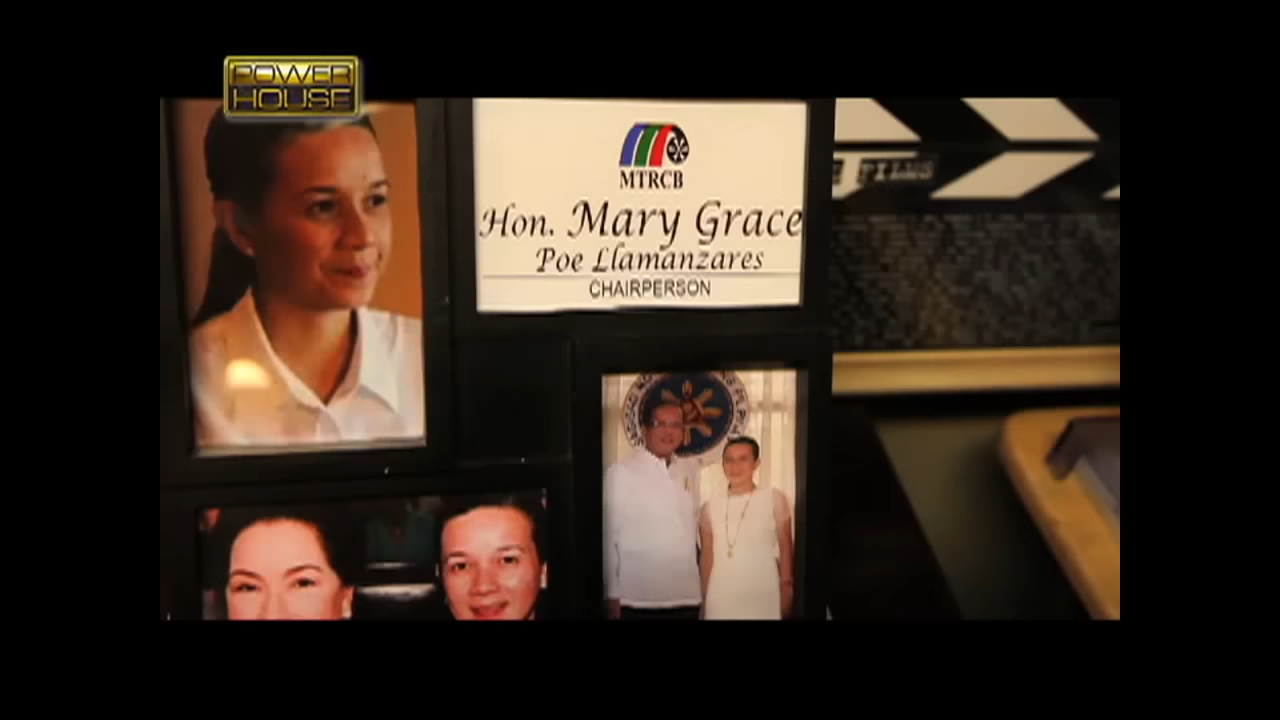 POWER
HOUSE
MTRCB
Hon. Mary Grace
Poe Llamanzares
CHAIRPERSON
FILMS